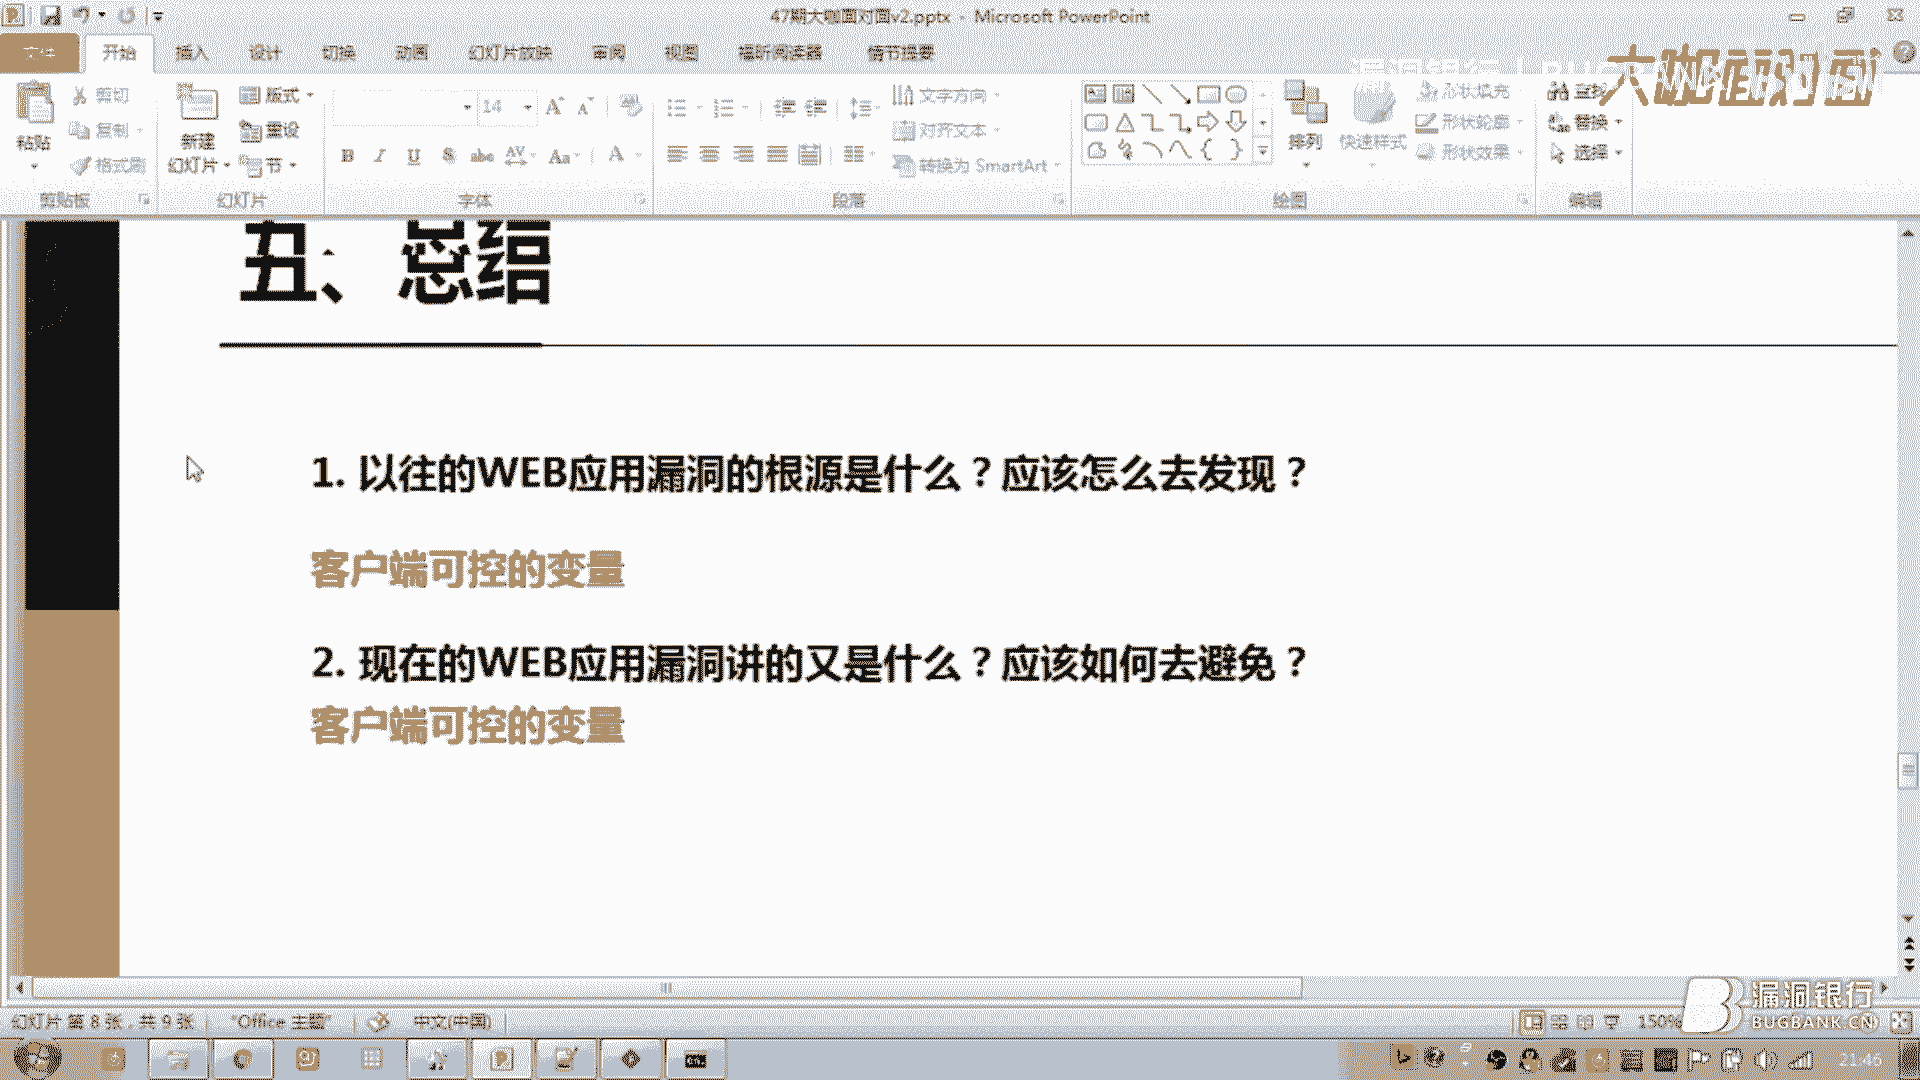 47期大咖面对面v2.pptx - Microsoft PowerPoint
文件 开始 插入 设计 切换 动画 幻灯片放映 审阅 视图 福昕阅读器 情节提要
大咖面对面
剪切 版式 14 文字方向 形状填充 查找
粘贴 复制 新建 重设 对齐文本 排列 快速样式 形状轮廓 替换
格式刷 幻灯片 节 B I U S abc AV Aa A 转换为 SmartArt 形状效果 选择
剪贴板 幻灯片 字体 段落 绘图 编辑
五、总结
1. 以往的WEB应用漏洞的根源是什么？应该怎么去发现？
客户端可控的变量
2. 现在的WEB应用漏洞讲的又是什么？应该如何去避免？
客户端可控的变量
漏洞银行
BUGBANK.CN
幻灯片 第 8 张，共 9 张 "Office 主题" 中文(中国) 150%
21:46